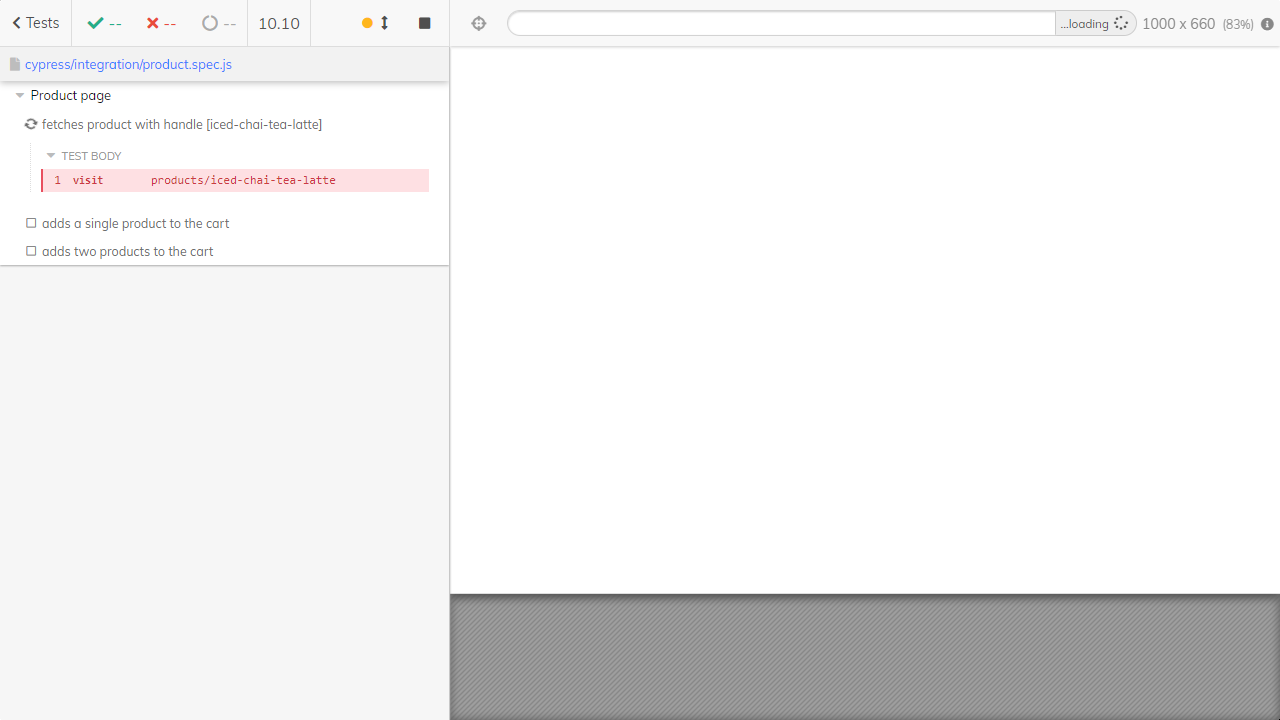 Tests -- -- -- 10.10 ...loading 1000 x 660 (83%)
cypress/integration/product.spec.js
Product page
fetches product with handle [iced-chai-tea-latte]
TEST BODY
1 visit products/iced-chai-tea-latte
adds a single product to the cart
adds two products to the cart